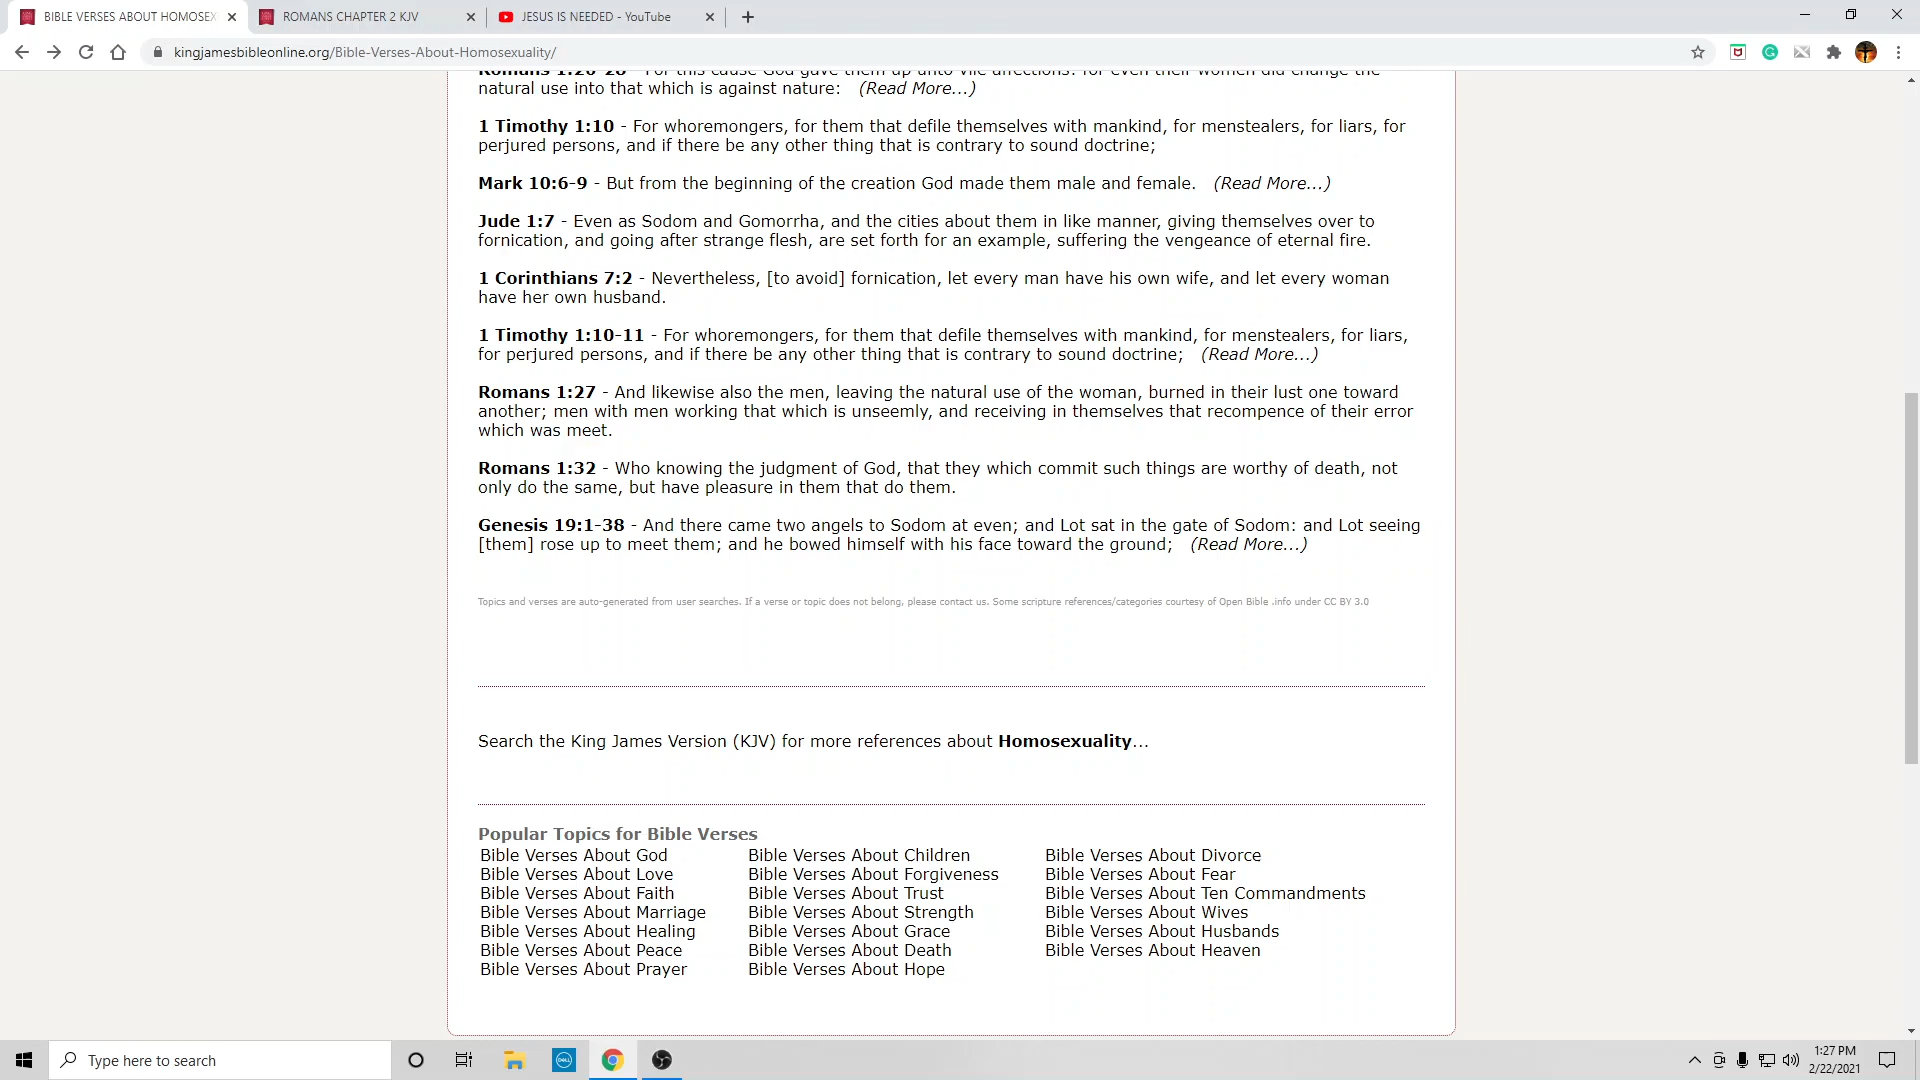 BIBLE VERSES ABOUT HOMOSEX
ROMANS CHAPTER 2 KJV
JESUS IS NEEDED - YouTube
kingjamesbibleonline.org/Bible-Verses-About-Homosexuality/
Romans 1:26-28 - For this cause God gave them up unto vile affections: for even their women did change the
natural use into that which is against nature: (Read More...)
1 Timothy 1:10 - For whoremongers, for them that defile themselves with mankind, for menstealers, for liars, for
perjured persons, and if there be any other thing that is contrary to sound doctrine;
Mark 10:6-9 - But from the beginning of the creation God made them male and female. (Read More...)
Jude 1:7 - Even as Sodom and Gomorrha, and the cities about them in like manner, giving themselves over to
fornication, and going after strange flesh, are set forth for an example, suffering the vengeance of eternal fire.
1 Corinthians 7:2 - Nevertheless, [to avoid] fornication, let every man have his own wife, and let every woman
have her own husband.
1 Timothy 1:10-11 - For whoremongers, for them that defile themselves with mankind, for menstealers, for liars,
for perjured persons, and if there be any other thing that is contrary to sound doctrine; (Read More...)
Romans 1:27 - And likewise also the men, leaving the natural use of the woman, burned in their lust one toward
another; men with men working that which is unseemly, and receiving in themselves that recompence of their error
which was meet.
Romans 1:32 - Who knowing the judgment of God, that they which commit such things are worthy of death, not
only do the same, but have pleasure in them that do them.
Genesis 19:1-38 - And there came two angels to Sodom at even; and Lot sat in the gate of Sodom: and Lot seeing
[them] rose up to meet them; and he bowed himself with his face toward the ground; (Read More...)
Topics and verses are auto-generated from user searches. If a verse or topic does not belong, please contact us. Some scripture references/categories courtesy of Open Bible .info under CC BY 3.0
Search the King James Version (KJV) for more references about Homosexuality...
Popular Topics for Bible Verses
Bible Verses About God
Bible Verses About Love
Bible Verses About Faith
Bible Verses About Marriage
Bible Verses About Healing
Bible Verses About Peace
Bible Verses About Prayer
Bible Verses About Children
Bible Verses About Forgiveness
Bible Verses About Trust
Bible Verses About Strength
Bible Verses About Grace
Bible Verses About Death
Bible Verses About Hope
Bible Verses About Divorce
Bible Verses About Fear
Bible Verses About Ten Commandments
Bible Verses About Wives
Bible Verses About Husbands
Bible Verses About Heaven
Type here to search
DELL
1:27 PM
2/22/2021